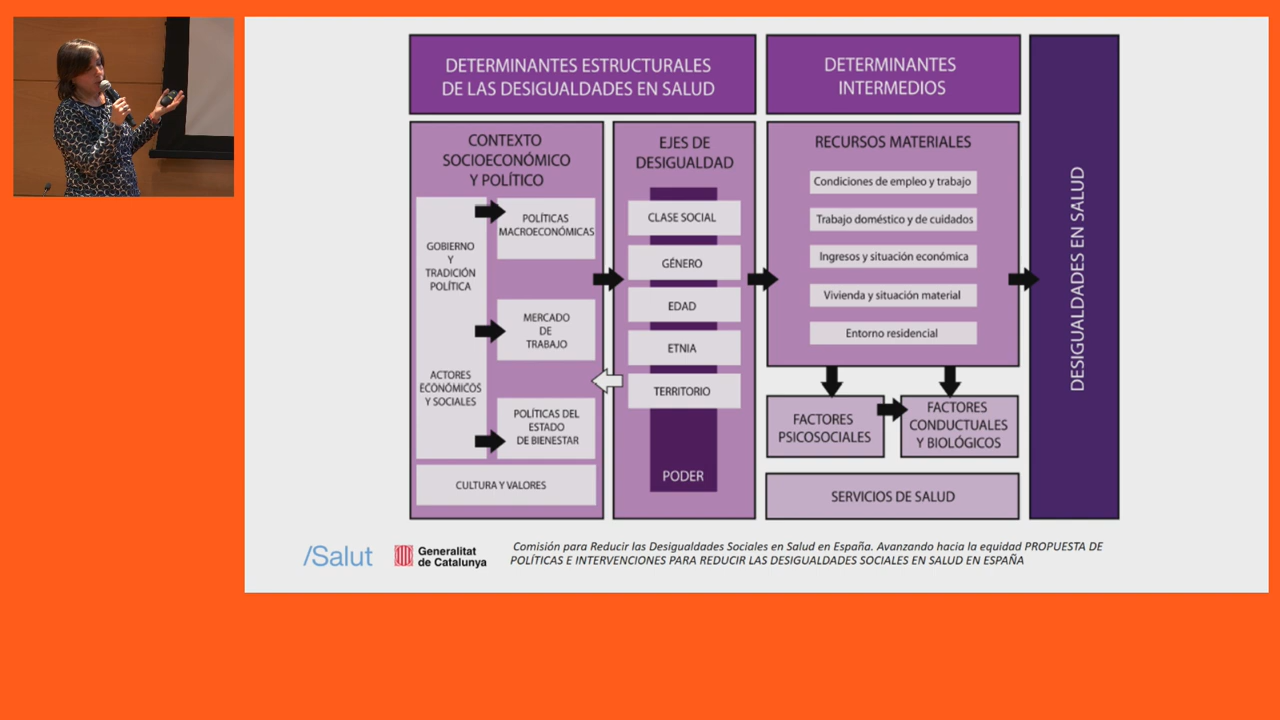 DETERMINANTES ESTRUCTURALES
DE LAS DESIGUALDADES EN SALUD
DETERMINANTES
INTERMEDIOS
CONTEXTO
SOCIOECONÓMICO
Y POLÍTICO
GOBIERNO
Y
TRADICIÓN
POLÍTICA
ACTORES
ECONÓMICOS
Y SOCIALES
POLÍTICAS
MACROECONÓMICAS
MERCADO
DE
TRABAJO
POLÍTICAS DEL
ESTADO
DE BIENESTAR
CULTURA Y VALORES
EJES DE
DESIGUALDAD
CLASE SOCIAL
GÉNERO
EDAD
ETNIA
TERRITORIO
PODER
RECURSOS MATERIALES
Condiciones de empleo y trabajo
Trabajo doméstico y de cuidados
Ingresos y situación económica
Vivienda y situación material
Entorno residencial
FACTORES
PSICOSOCIALES
FACTORES
CONDUCTUALES
Y BIOLÓGICOS
SERVICIOS DE SALUD
DESIGUALDADES EN SALUD
/Salut
Generalitat
de Catalunya
Comisión para Reducir las Desigualdades Sociales en Salud en España. Avanzando hacia la equidad PROPUESTA DE
POLÍTICAS E INTERVENCIONES PARA REDUCIR LAS DESIGUALDADES SOCIALES EN SALUD EN ESPAÑA